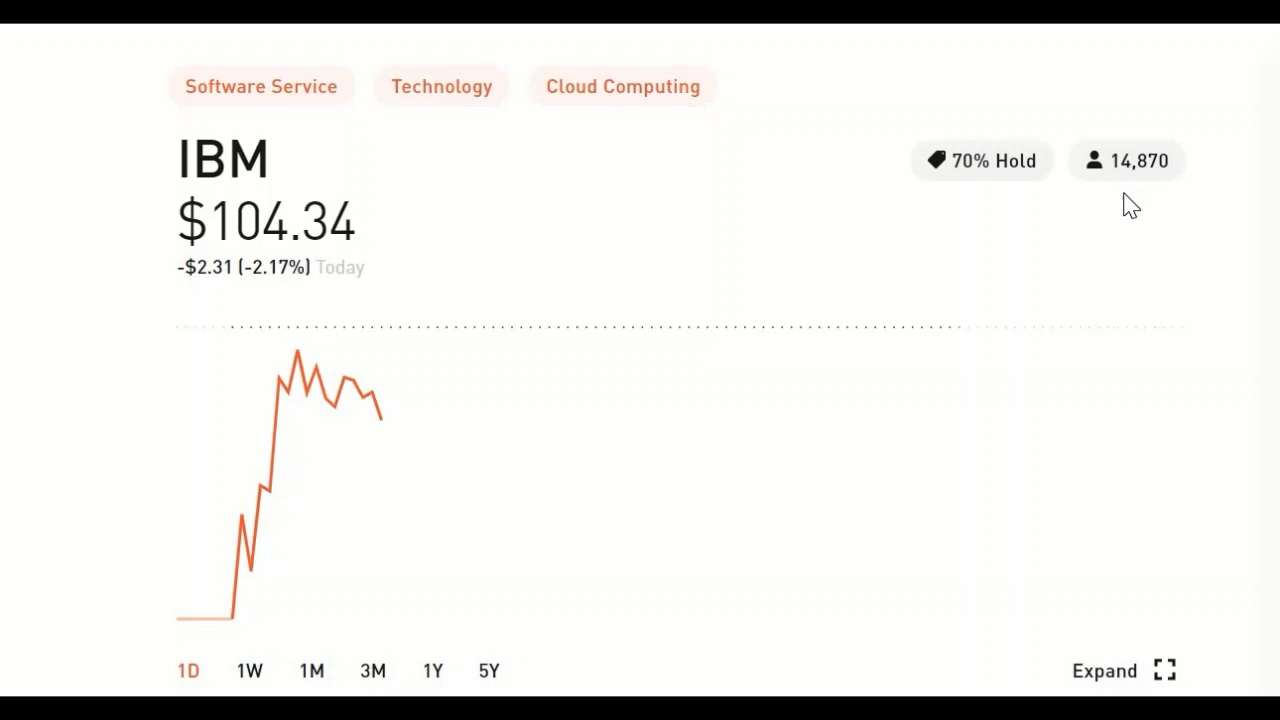 Software Service Technology Cloud Computing
IBM
70% Hold 14,870
$104.34
-$2.31 (-2.17%) Today
1D 1W 1M 3M 1Y 5Y Expand